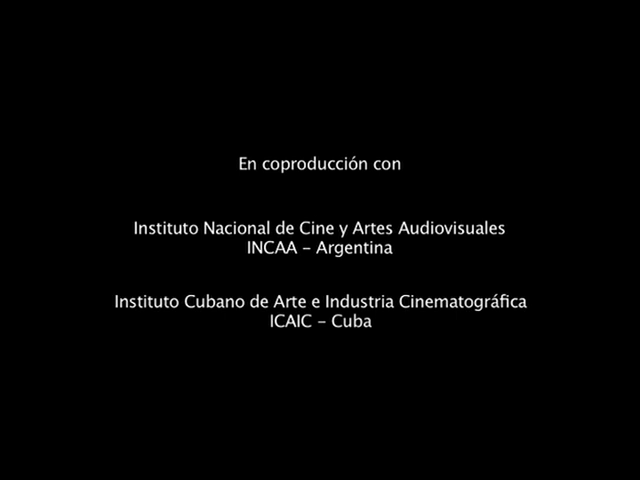 En coproducción con
Instituto Nacional de Cine y Artes Audiovisuales
INCAA – Argentina
Instituto Cubano de Arte e Industria Cinematográfica
ICAIC – Cuba